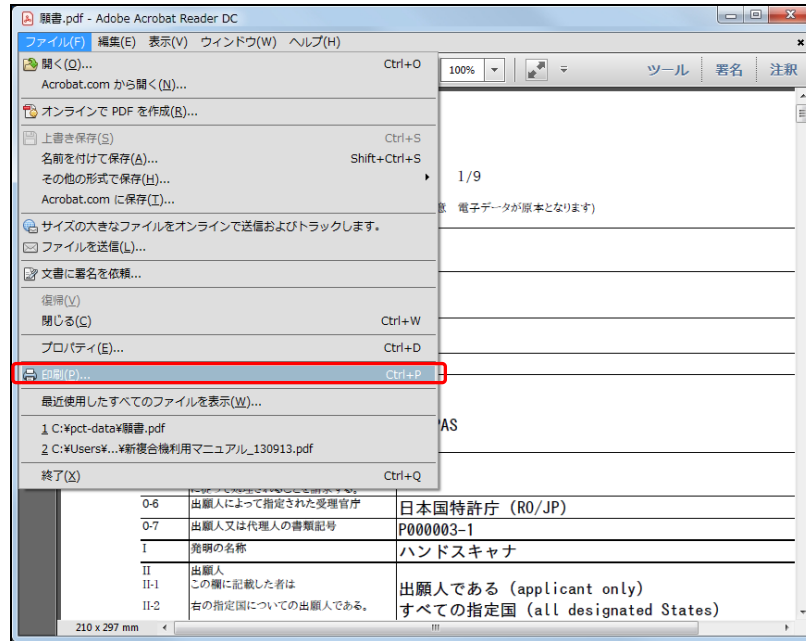 願書.pdf - Adobe Acrobat Reader DC
ファイル(F) 編集(E) 表示(V) ウィンドウ(W) ヘルプ(H)
開く(O)... Ctrl+O
Acrobat.com から開く(N)...
オンラインで PDF を作成(R)...
上書き保存(S) Ctrl+S
名前を付けて保存(A)... Shift+Ctrl+S
その他の形式で保存(H)...
Acrobat.com に保存(T)...
サイズの大きなファイルをオンラインで送信およびトラックします。
ファイルを送信(L)...
文書に署名を依頼...
復帰(V)
閉じる(C) Ctrl+W
プロパティ(E)... Ctrl+D
印刷(P)... Ctrl+P
最近使用したすべてのファイルを表示(W)...
1 C:¥pct-data¥願書.pdf
2 C:¥Users¥...¥新複合機利用マニュアル_130913.pdf
終了(X) Ctrl+Q
100% ツール 署名 注釈
1/9
電子データが原本となります)
AS
0-6 出願人によって指定された受理官庁 日本国特許庁 (RO/JP)
0-7 出願人又は代理人の書類記号 P000003-1
I 発明の名称 ハンドスキャナ
II 出願人
II-1 この欄に記載した者は 出願人である (applicant only)
II-2 右の指定国についての出願人である。 すべての指定国 (all designated States)
210 x 297 mm